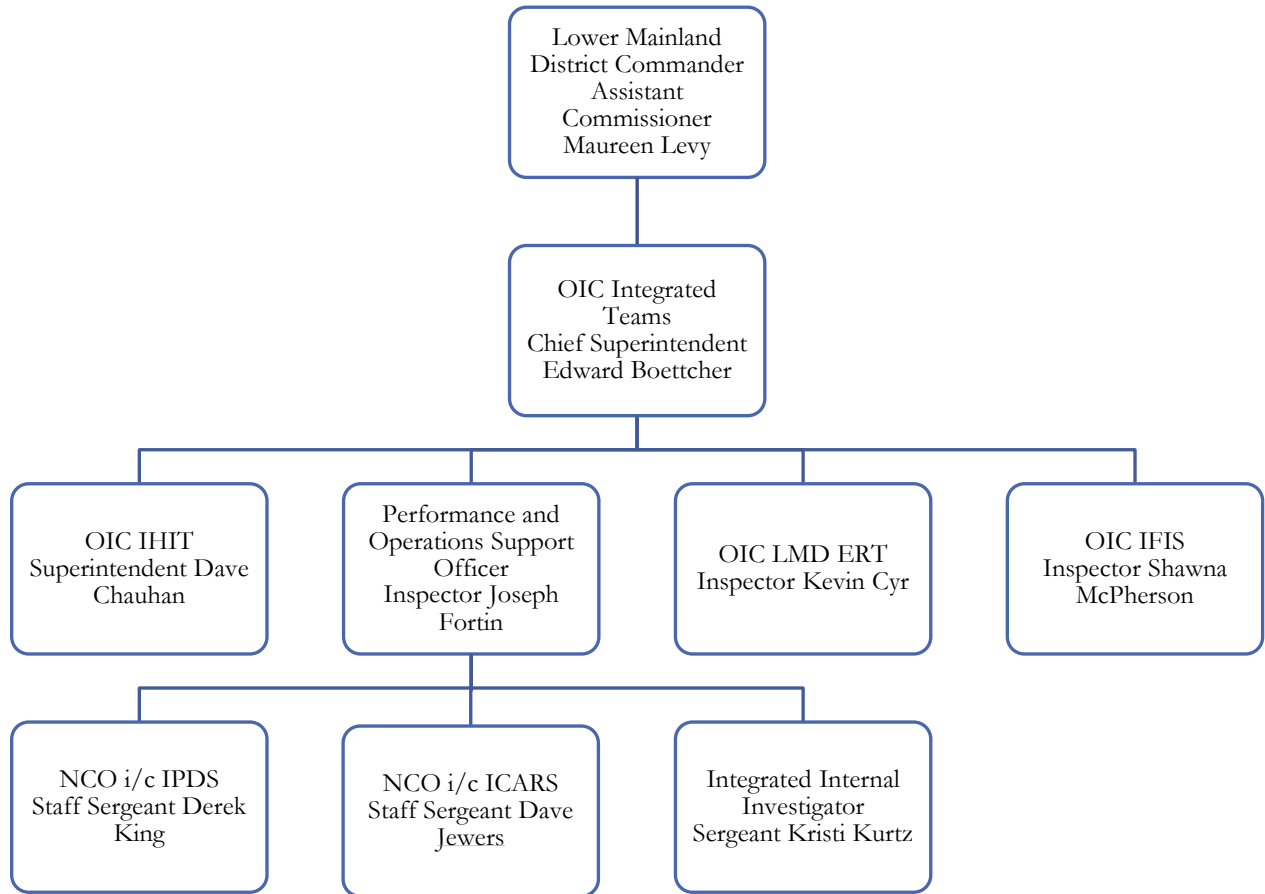 Lower Mainland
District Commander
Assistant
Commissioner
Maureen Levy
OIC Integrated
Teams
Chief Superintendent
Edward Boettcher
OIC IHIT
Superintendent Dave
Chauhan
Performance and
Operations Support
Officer
Inspector Joseph
Fortin
OIC LMD ERT
Inspector Kevin Cyr
OIC IFIS
Inspector Shawna
McPherson
NCO i/c IPDS
Staff Sergeant Derek
King
NCO i/c ICARS
Staff Sergeant Dave
Jewers
Integrated Internal
Investigator
Sergeant Kristi Kurtz